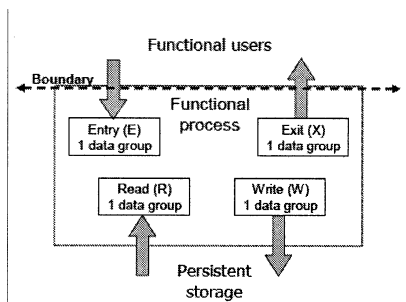 Functional users
Boundary
Functional
process
Entry (E)
1 data group
Exit (X)
1 data group
Read (R)
1 data group
Write (W)
1 data group
Persistent
storage